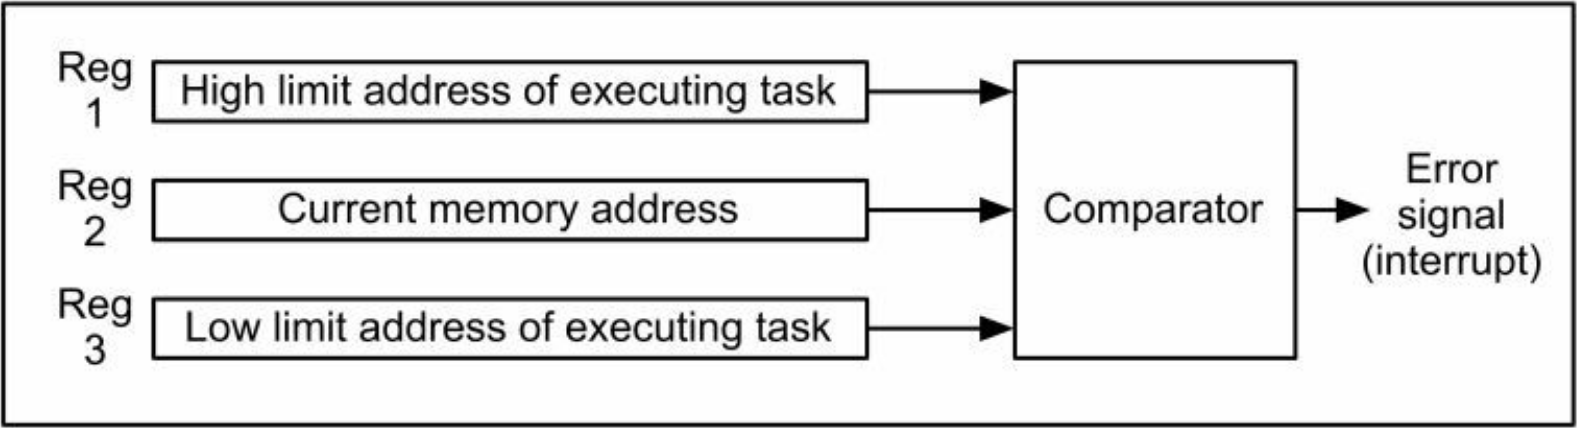 Reg
1
High limit address of executing task
Reg
2
Current memory address
Reg
3
Low limit address of executing task
Comparator
Error
signal
(interrupt)